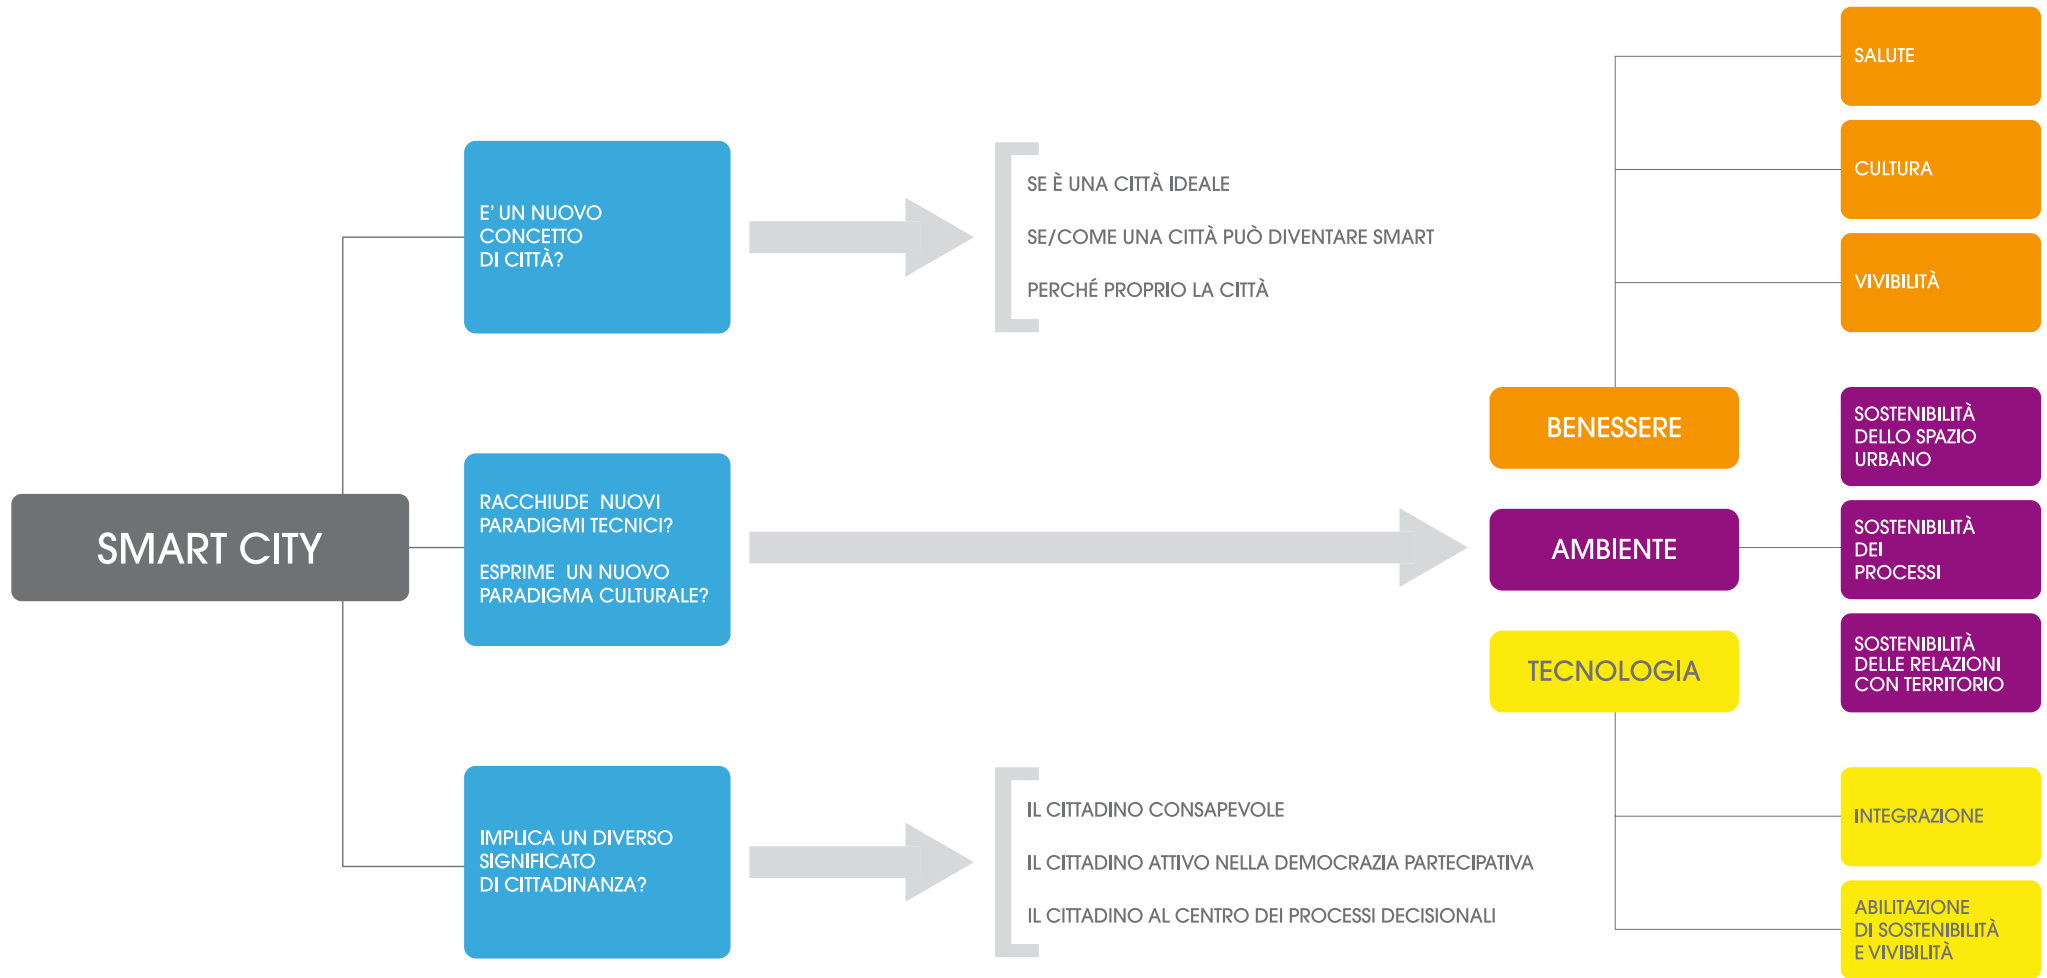 SMART CITY
E' UN NUOVO
CONCETTO
DI CITTÀ?
SE È UNA CITTÀ IDEALE
SE/COME UNA CITTÀ PUÒ DIVENTARE SMART
PERCHÉ PROPRIO LA CITTÀ
RACCHIUDE NUOVI
PARADIGMI TECNICI?
ESPRIME UN NUOVO
PARADIGMA CULTURALE?
BENESSERE
SALUTE
CULTURA
VIVIBILITÀ
AMBIENTE
SOSTENIBILITÀ
DELLO SPAZIO
URBANO
SOSTENIBILITÀ
DEI
PROCESSI
SOSTENIBILITÀ
DELLE RELAZIONI
CON TERRITORIO
TECNOLOGIA
INTEGRAZIONE
ABILITAZIONE
DI SOSTENIBILITÀ
E VIVIBILITÀ
IMPLICA UN DIVERSO
SIGNIFICATO
DI CITTADINANZA?
IL CITTADINO CONSAPEVOLE
IL CITTADINO ATTIVO NELLA DEMOCRAZIA PARTECIPATIVA
IL CITTADINO AL CENTRO DEI PROCESSI DECISIONALI